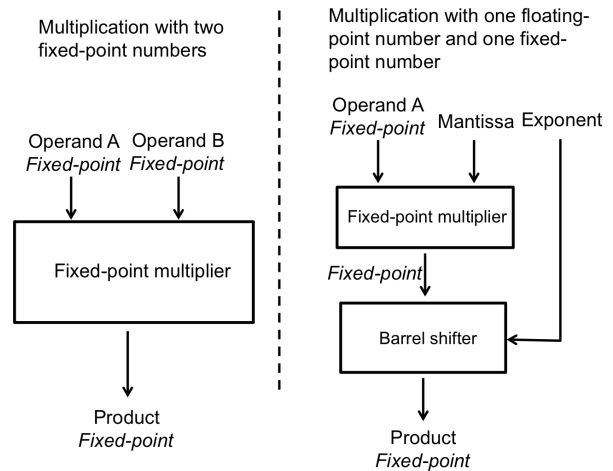 Multiplication with two
fixed-point numbers
Operand A Operand B
Fixed-point Fixed-point
Fixed-point multiplier
Product
Fixed-point
Multiplication with one floating-
point number and one fixed-
point number
Operand A
Fixed-point
Mantissa Exponent
Fixed-point multiplier
Fixed-point
Barrel shifter
Product
Fixed-point